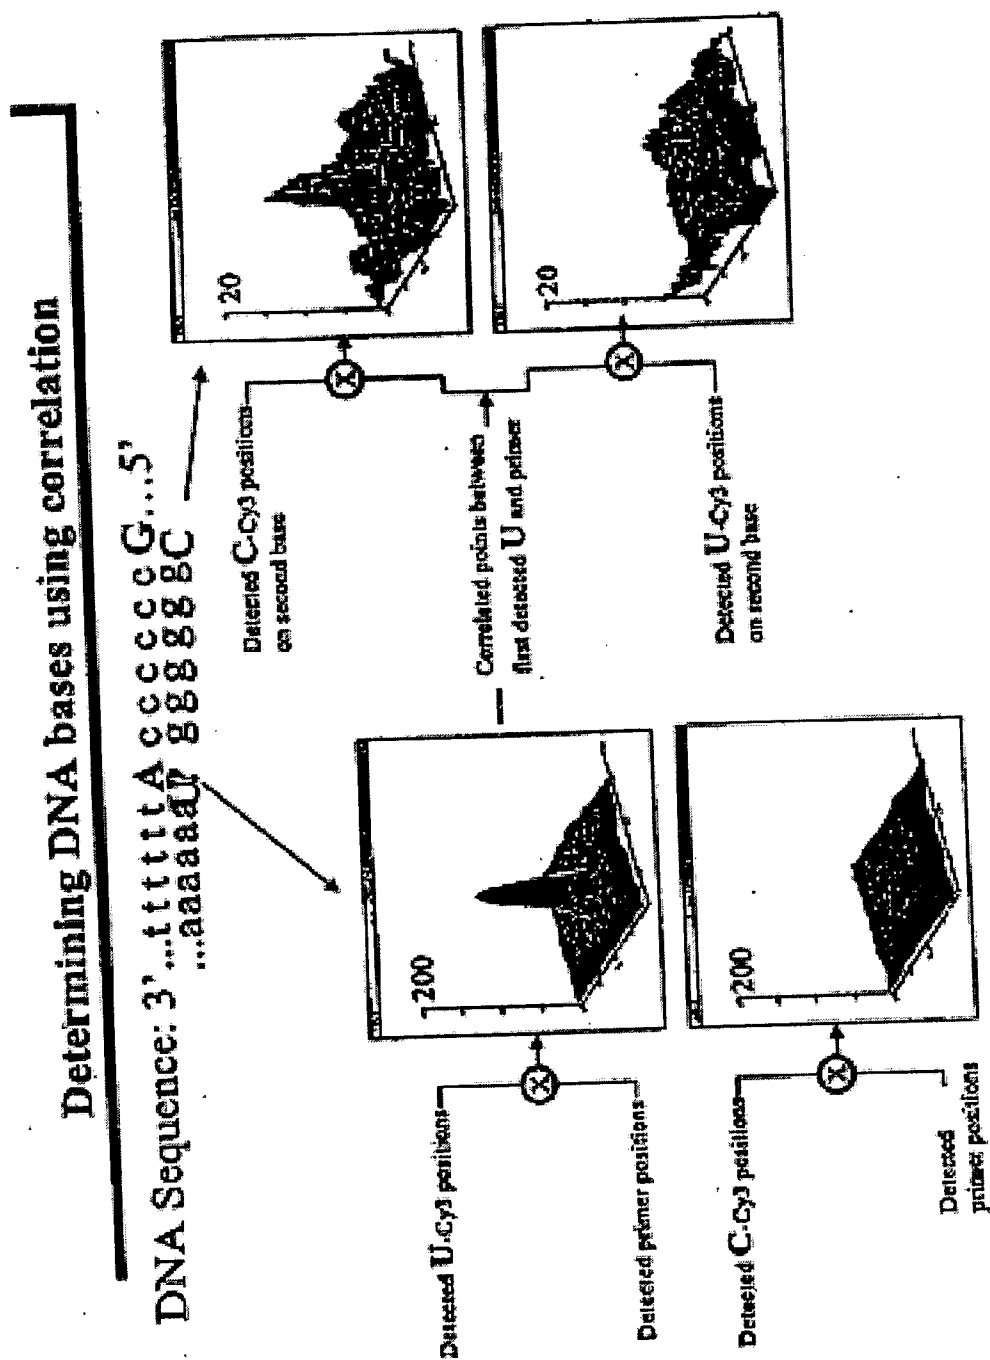 Determining DNA bases using correlation
DNA Sequence: 3' ...t t t t t t A c c c c c c G...5'
...aaaaaaU ggggggC
Detected U-Cy3 positions
Detected primer positions
200
Detected C-Cy3 positions
Detected
primer positions
200
Correlated points between
first detected U and primer
Detected C-Cy3 positions
on second base
20
Detected U-Cy3 positions
on second base
20